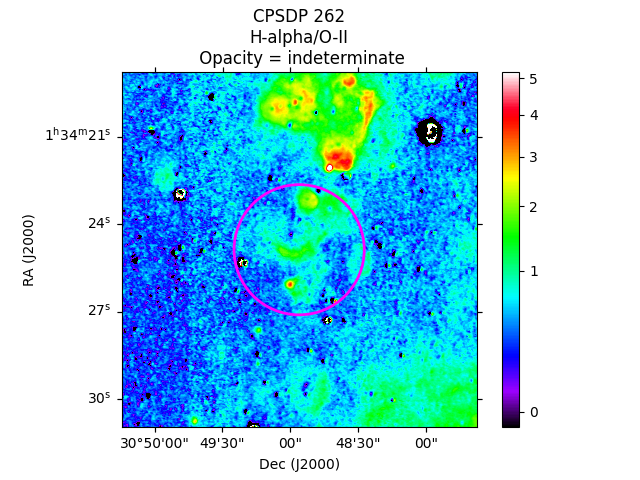 CPSDP 262
H-alpha/O-II
Opacity = indeterminate
1ʰ34ᵐ21ˢ
24ˢ
27ˢ
30ˢ
RA (J2000)
30°50'00" 49'30" 00" 48'30" 00"
Dec (J2000)
5
4
3
2
1
0